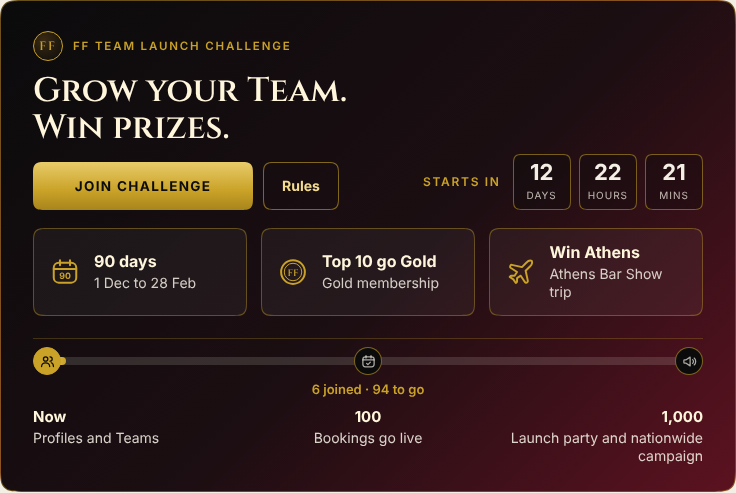 FF
FF TEAM LAUNCH CHALLENGE
Grow your Team.
Win prizes.
JOIN CHALLENGE
Rules
STARTS IN
12
DAYS
22
HOURS
21
MINS
90
90 days
1 Dec to 28 Feb
FF
Top 10 go Gold
Gold membership
Win Athens
Athens Bar Show
trip
6 joined · 94 to go
Now
Profiles and Teams
100
Bookings go live
1,000
Launch party and nationwide
campaign